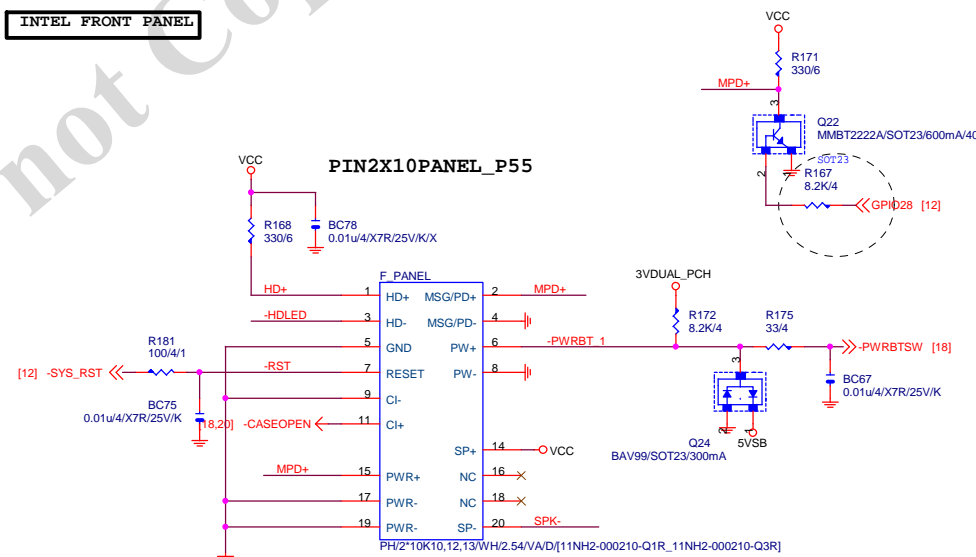 INTEL FRONT PANEL
not Cop
VCC
R171
330/6
MPD+
3
Q22
MMBT2222A/SOT23/600mA/40
SOT23
2
R167
8.2K/4
GPIO28 [12]
PIN2X10PANEL_P55
VCC
R168
330/6
BC78
0.01u/4/X7R/25V/K/X
F_PANEL
HD+ 1 HD+ MSG/PD+ 2 MPD+
-HDLED 3 HD- MSG/PD- 4
5 GND PW+ 6 -PWRBT_1
-RST 7 RESET PW- 8
9 CI-
[18,20] -CASEOPEN 11 CI+
SP+ 14 VCC
MPD+ 15 PWR+ NC 16
17 PWR- NC 18
19 PWR- SP- 20 SPK-
PH/2*10K10,12,13/WH/2.54/VA/D/[11NH2-000210-Q1R_11NH2-000210-Q3R]
R181
100/4/1
[12] -SYS_RST
BC75
0.01u/4/X7R/25V/K
3VDUAL_PCH
R172
8.2K/4
R175
33/4
-PWRBTSW [18]
BC67
0.01u/4/X7R/25V/K
3
2
1
5VSB
Q24
BAV99/SOT23/300mA